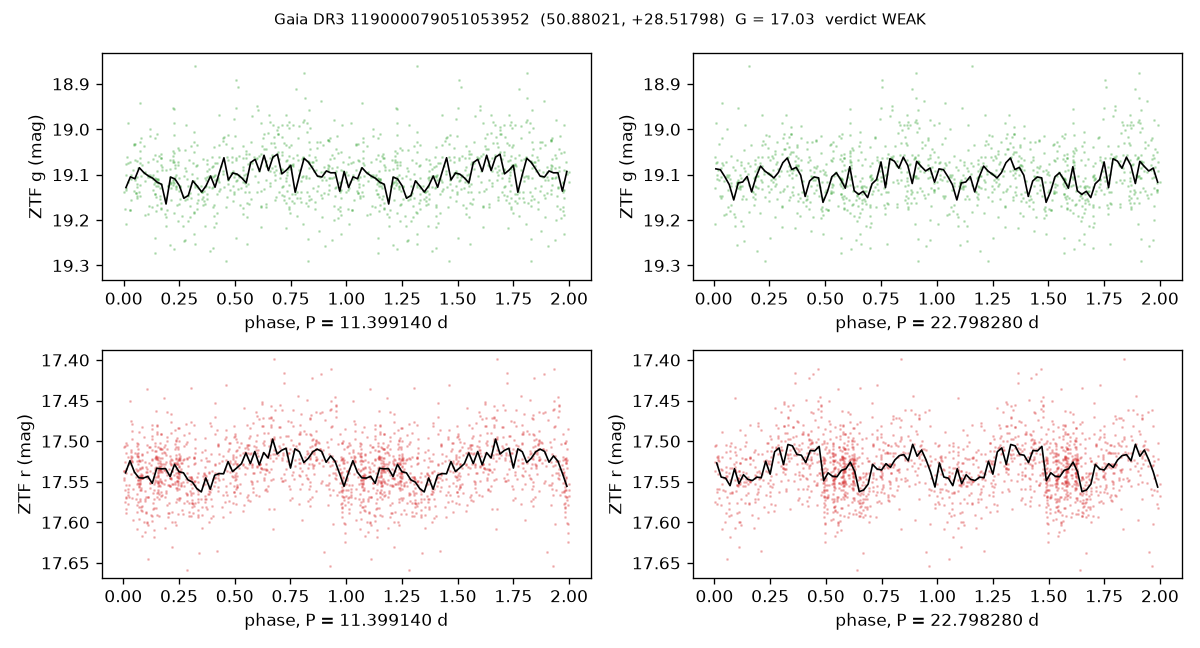 Gaia DR3 119000079051053952 (50.88021, +28.51798) G = 17.03 verdict WEAK
ZTF g (mag)
18.9
19.0
19.1
19.2
19.3
0.00 0.25 0.50 0.75 1.00 1.25 1.50 1.75 2.00
phase, P = 11.399140 d
ZTF g (mag)
18.9
19.0
19.1
19.2
19.3
0.00 0.25 0.50 0.75 1.00 1.25 1.50 1.75 2.00
phase, P = 22.798280 d
ZTF r (mag)
17.40
17.45
17.50
17.55
17.60
17.65
0.00 0.25 0.50 0.75 1.00 1.25 1.50 1.75 2.00
phase, P = 11.399140 d
ZTF r (mag)
17.40
17.45
17.50
17.55
17.60
17.65
0.00 0.25 0.50 0.75 1.00 1.25 1.50 1.75 2.00
phase, P = 22.798280 d